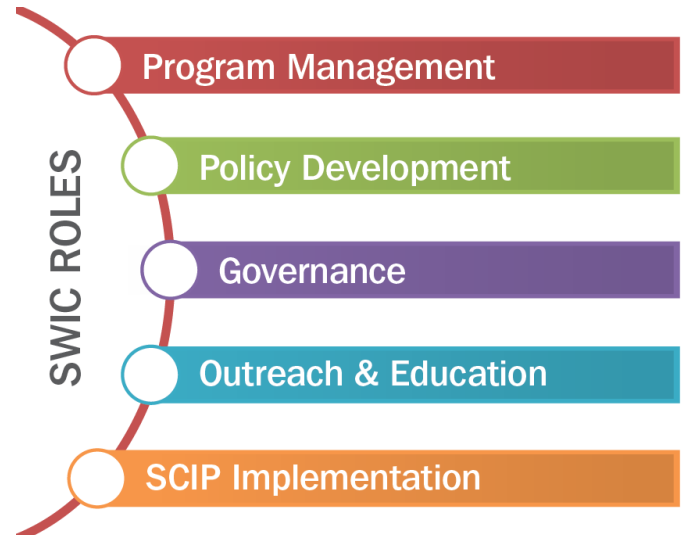 SWIC ROLES
Program Management
Policy Development
Governance
Outreach & Education
SCIP Implementation